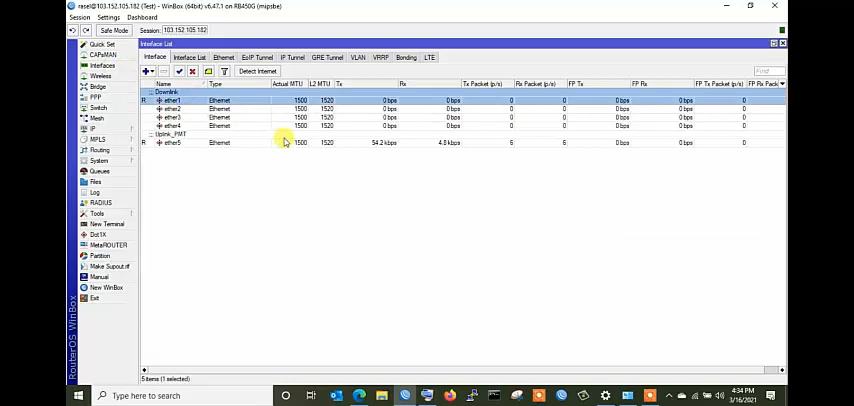 rasel@103.152.105.182 (Test) - WinBox (64bit) v6.47.1 on RB450G (mipsbe)
Session Settings Dashboard
Safe Mode Session: 103.152.105.182
Quick Set
CAPsMAN
Interfaces
Wireless
Bridge
PPP
Switch
Mesh
IP
MPLS
Routing
System
Queues
Files
Log
RADIUS
Tools
New Terminal
Dot1X
MetaROUTER
Partition
Make Supout.rif
Manual
New WinBox
Exit
RouterOS WinBox
Interface List
Interface Interface List Ethernet EoIP Tunnel IP Tunnel GRE Tunnel VLAN VRRP Bonding LTE
Detect Internet Find
Name Type Actual MTU L2 MTU Tx Rx Tx Packet (p/s) Rx Packet (p/s) FP Tx FP Rx FP Tx Packet (p/s) FP Rx Pack
::: Downlink
R ether1 Ethernet 1500 1520 0 bps 0 bps 0 0 0 bps 0 bps 0
ether2 Ethernet 1500 1520 0 bps 0 bps 0 0 0 bps 0 bps 0
ether3 Ethernet 1500 1520 0 bps 0 bps 0 0 0 bps 0 bps 0
ether4 Ethernet 1500 1520 0 bps 0 bps 0 0 0 bps 0 bps 0
::: Uplink_PMT
R ether5 Ethernet 1500 1520 54.2 kbps 4.8 kbps 6 6 0 bps 0 bps 0
5 items (1 selected)
Type here to search
4:34 PM
3/16/2021